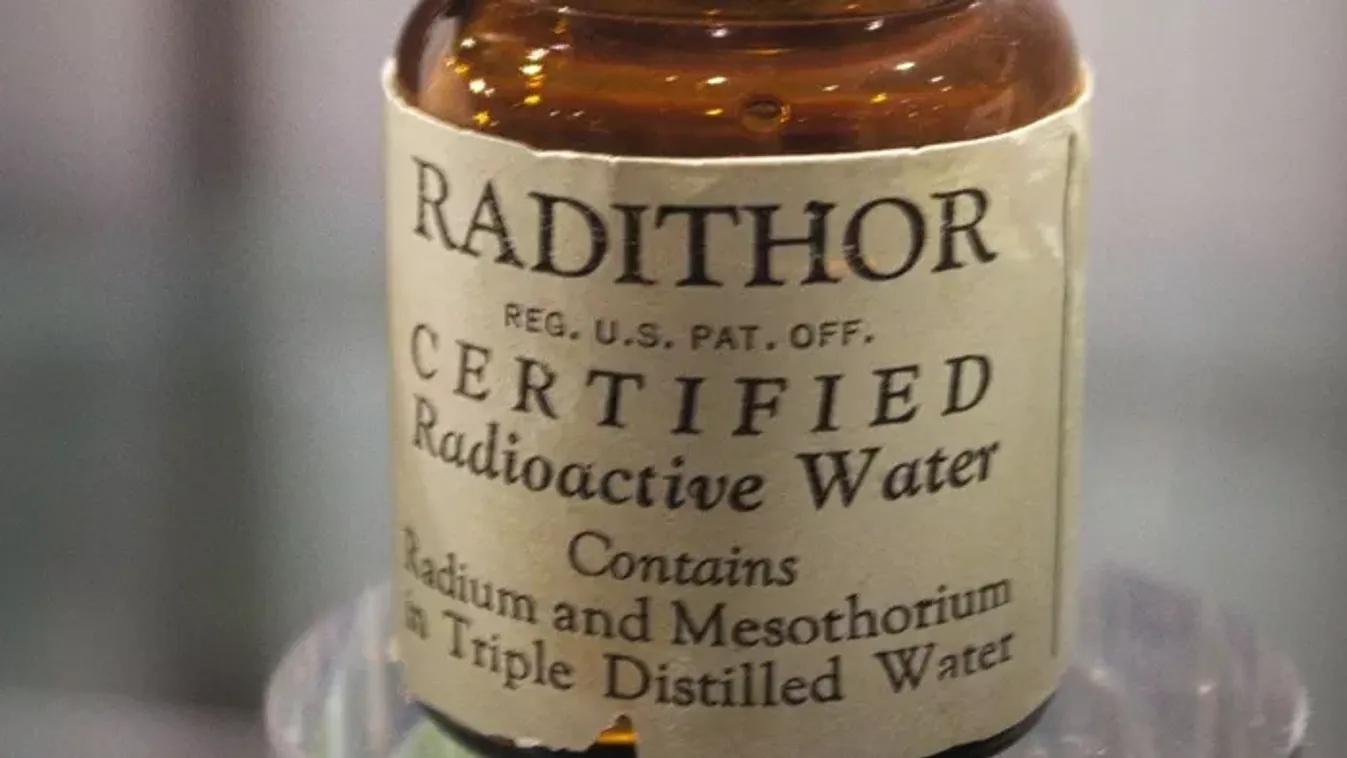 RADITHOR
REG. U.S. PAT. OFF.
CERTIFIED
Radioactive Water
Contains
Radium and Mesothorium
in Triple Distilled Water